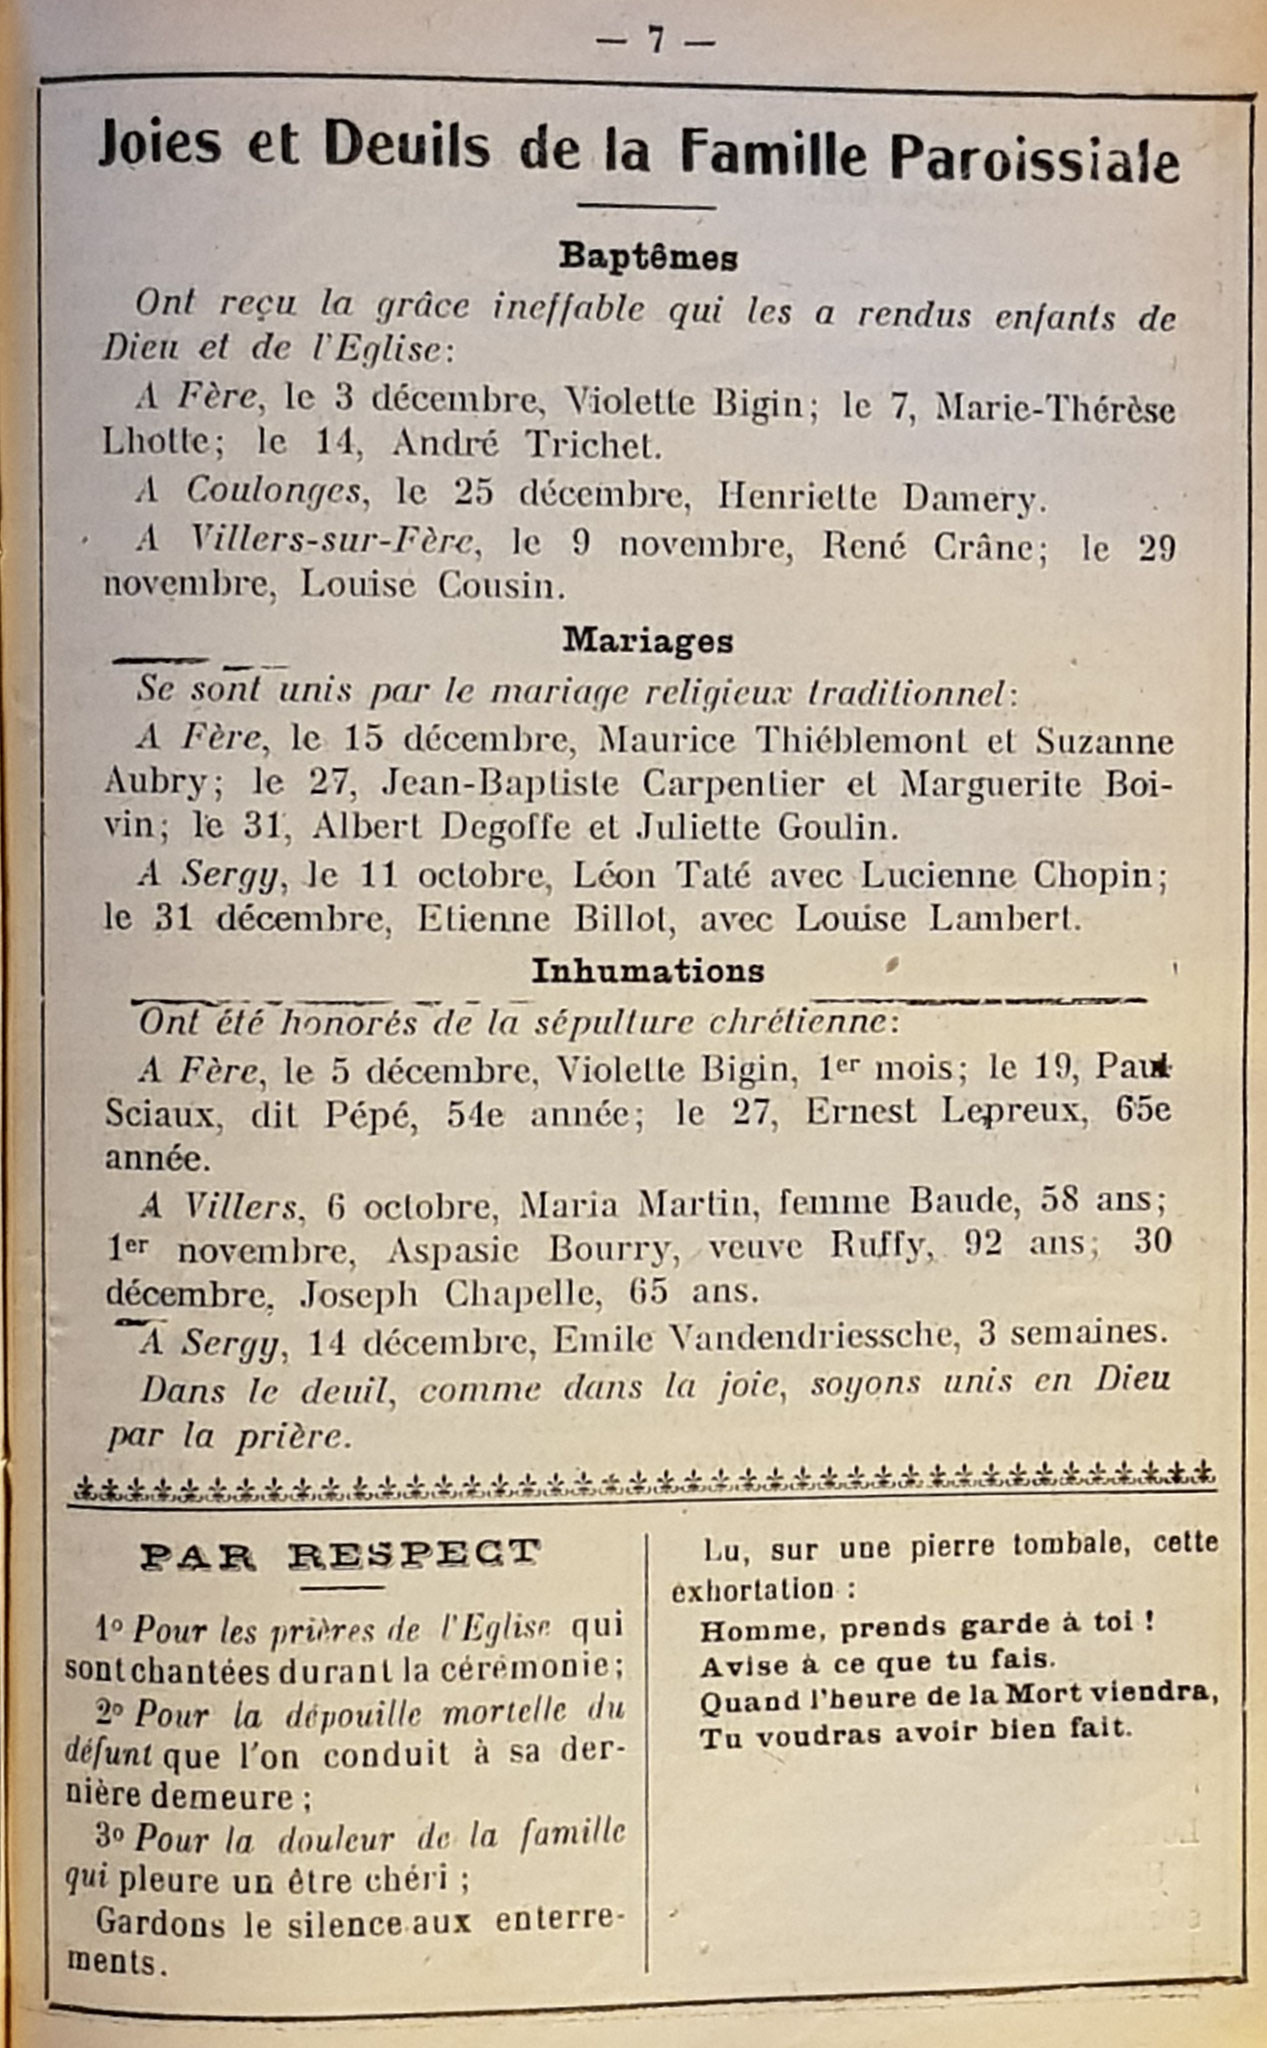 — 7 —
Joies et Deuils de la Famille Paroissiale
Baptêmes
Ont reçu la grâce ineffable qui les a rendus enfants de
Dieu et de l'Eglise:
A Fère, le 3 décembre, Violette Bigin; le 7, Marie-Thérèse
Lhotte; le 14, André Trichet.
A Coulonges, le 25 décembre, Henriette Damery.
A Villers-sur-Fère, le 9 novembre, René Crâne; le 29
novembre, Louise Cousin.
Mariages
Se sont unis par le mariage religieux traditionnel:
A Fère, le 15 décembre, Maurice Thiéblemont et Suzanne
Aubry; le 27, Jean-Baptiste Carpentier et Marguerite Boi-
vin; le 31, Albert Degoffe et Juliette Goulin.
A Sergy, le 11 octobre, Léon Taté avec Lucienne Chopin;
le 31 décembre, Etienne Billot, avec Louise Lambert.
Inhumations
Ont été honorés de la sépulture chrétienne:
A Fère, le 5 décembre, Violette Bigin, 1er mois; le 19, Paul
Sciaux, dit Pépé, 54e année; le 27, Ernest Lepreux, 65e
année.
A Villers, 6 octobre, Maria Martin, femme Baude, 58 ans;
1er novembre, Aspasie Bourry, veuve Ruffy, 92 ans; 30
décembre, Joseph Chapelle, 65 ans.
A Sergy, 14 décembre, Emile Vandendriessche, 3 semaines.
Dans le deuil, comme dans la joie, soyons unis en Dieu
par la prière.
PAR RESPECT
1º Pour les prières de l'Eglise qui
sont chantées durant la cérémonie;
2º Pour la dépouille mortelle du
défunt que l'on conduit à sa der-
nière demeure;
3º Pour la douleur de la famille
qui pleure un être chéri;
Gardons le silence aux enterre-
ments.
Lu, sur une pierre tombale, cette
exhortation :
Homme, prends garde à toi !
Avise à ce que tu fais.
Quand l'heure de la Mort viendra,
Tu voudras avoir bien fait.